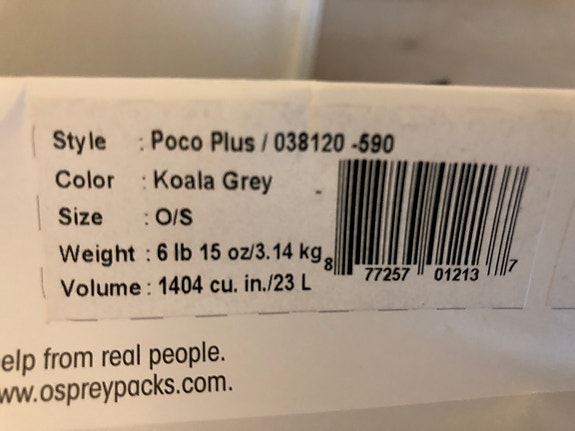 Style : Poco Plus / 038120 -590
Color : Koala Grey
Size : O/S
Weight : 6 lb 15 oz/3.14 kg
Volume : 1404 cu. in./23 L
8 77257 01213 7
elp from real people.
ww.ospreypacks.com.